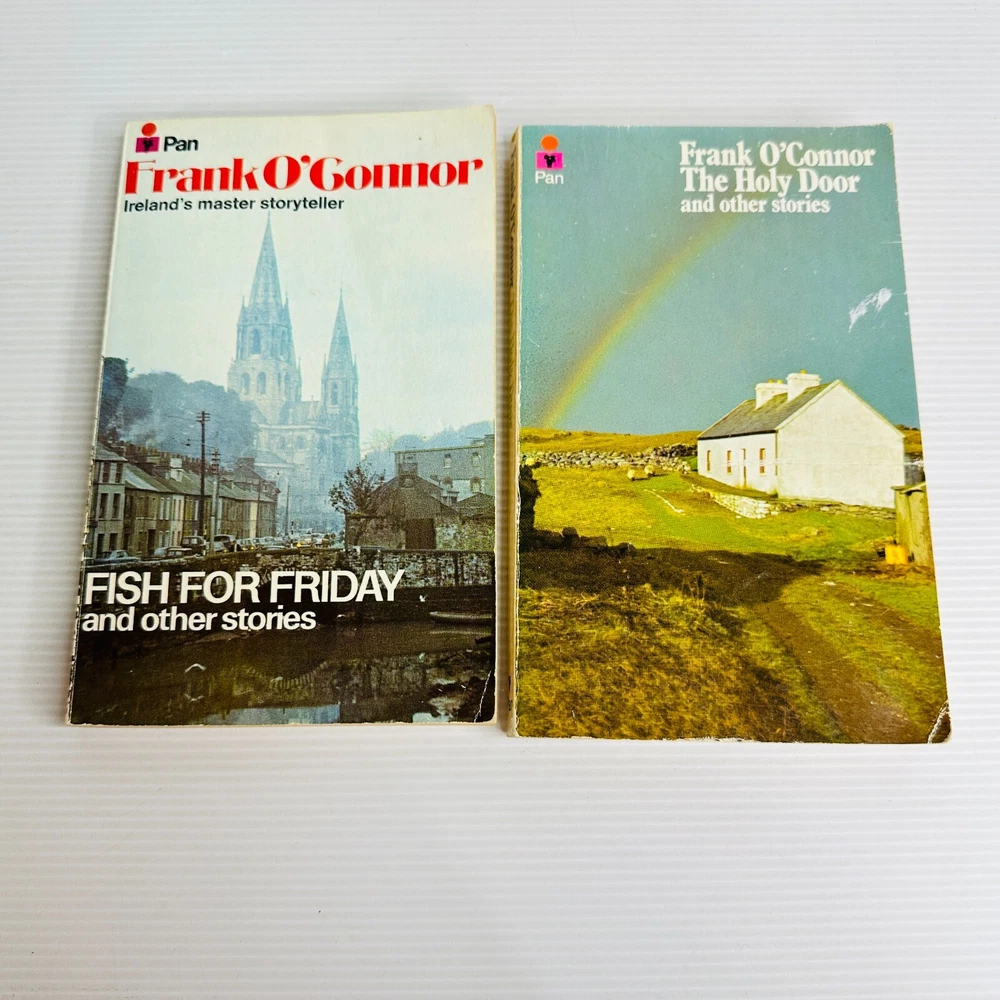 Pan
Frank O'Connor
Ireland's master storyteller
FISH FOR FRIDAY
and other stories
Pan
Frank O'Connor
The Holy Door
and other stories